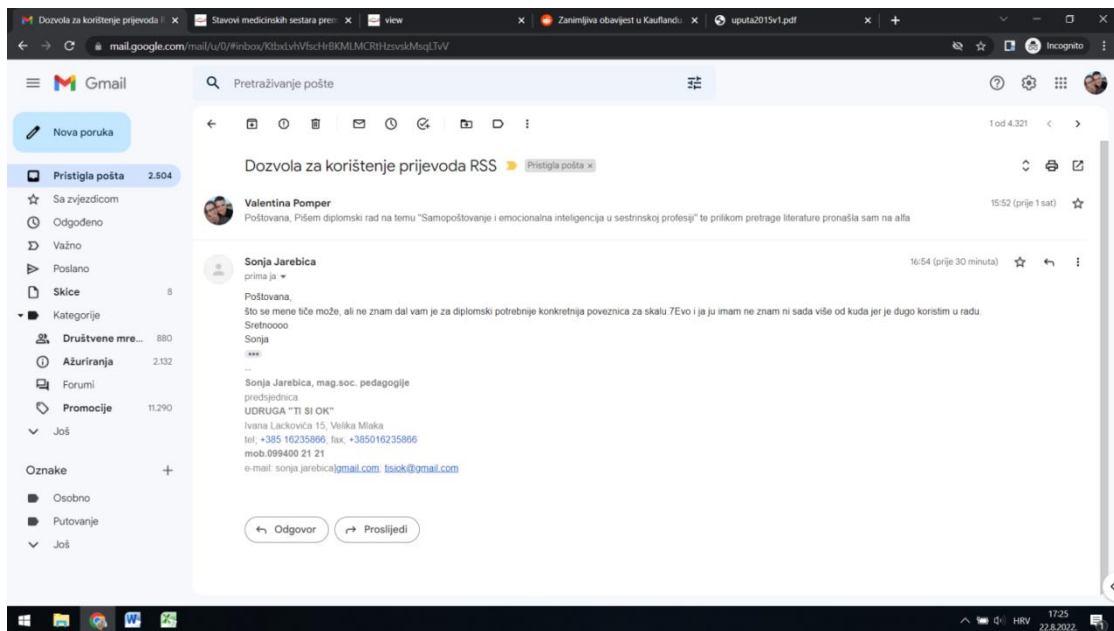 Dozvola za korištenje prijevoda R
Stavovi medicinskih sestara prem
view
Zanimljiva obavijest u Kauflandu
uputa2015v1.pdf
mail.google.com/mail/u/0/#inbox/
Incognito
Gmail
Pretraživanje pošte
Nova poruka
1 od 4.321
Dozvola za korištenje prijevoda RSS
Pristigla pošta x
Pristigla pošta 2.504
Sa zvjezdicom
Odgođeno
Važno
Poslano
Skice 8
Kategorije
Društvene mre... 880
Ažuriranja 2.132
Forumi
Promocije 11.290
Još
Oznake
Osobno
Putovanje
Još
Valentina Pomper 15:52 (prije 1 sat)
Poštovana, Pišem diplomski rad na temu "Samopoštovanje i emocionalna inteligencija u sestrinskoj profesiji" te prilikom pretrage literature pronašla sam na alfa
Sonja Jarebica 16:54 (prije 30 minuta)
prima ja
Poštovana,
što se mene tiče može, ali ne znam dal vam je za diplomski potrebnije konkretnija poveznica za skalu.7Evo i ja ju imam ne znam ni sada više od kuda jer je dugo koristim u radu.
Sretnoooo
Sonja
...
--
Sonja Jarebica, mag.soc. pedagogije
predsjednica
UDRUGA "TI SI OK"
Ivana Lackovića 15, Velika Mlaka
tel; +385 16235866; fax; +385016235866
mob.099400 21 21
e-mail: sonja.jarebica]gmail.com; tisiok@gmail.com
Odgovor
Proslijedi
HRV
17:25
22.8.2022.